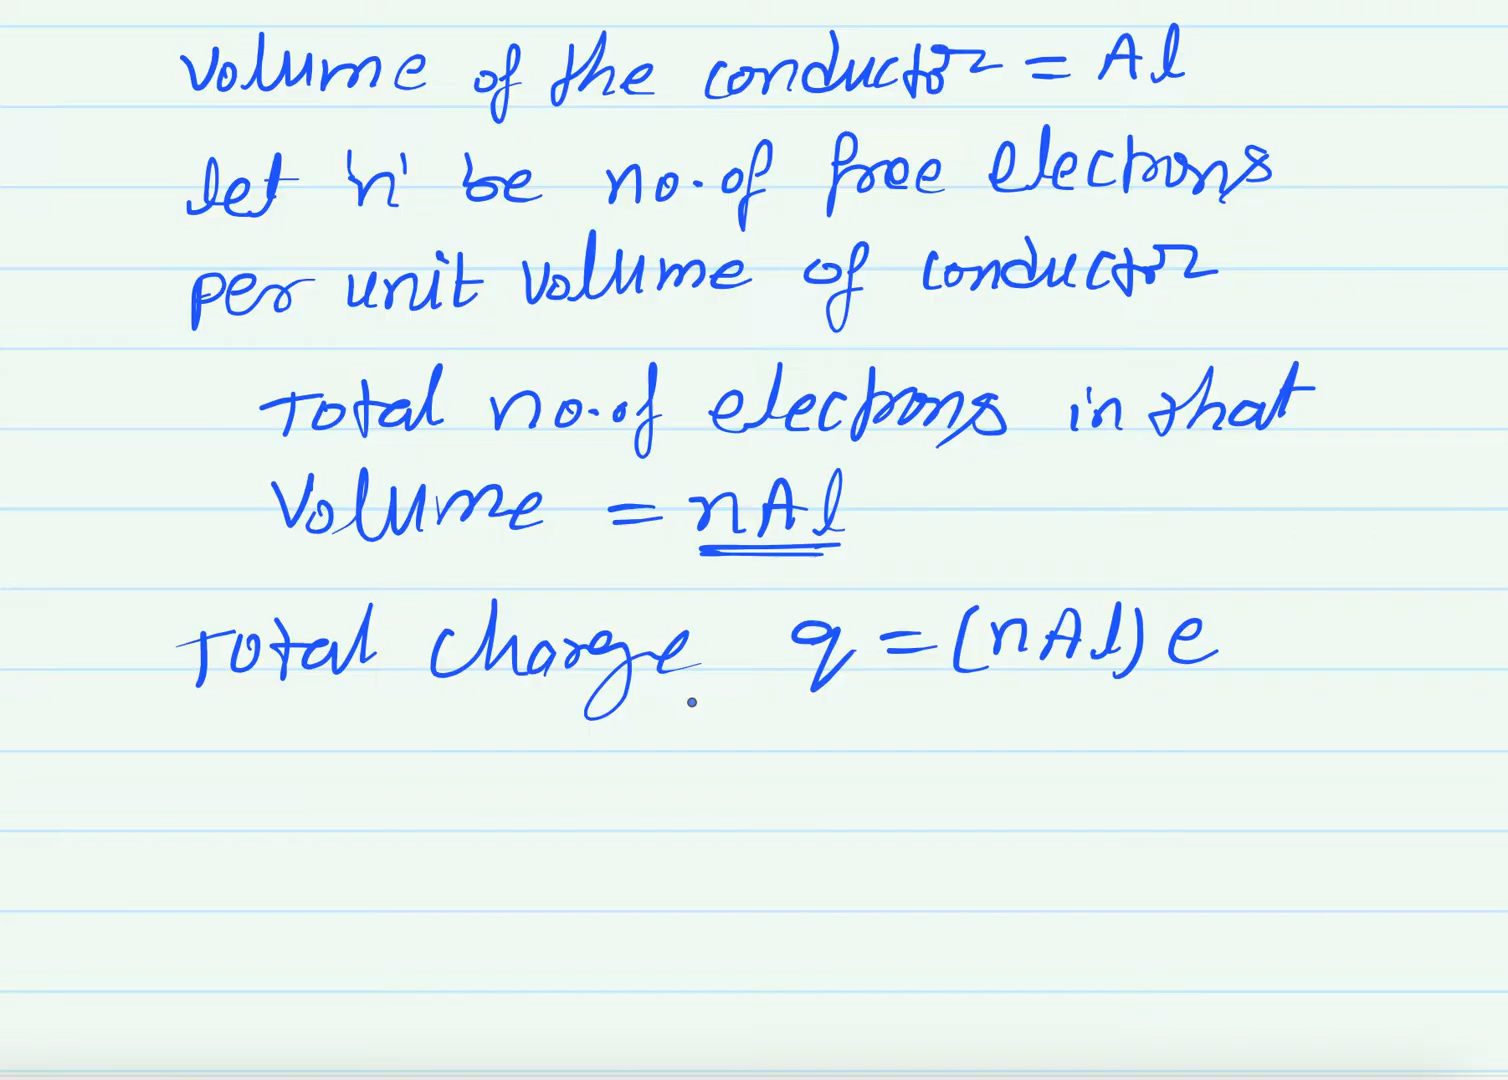 Volume of the conductor = Al
let 'n' be no. of free electrons
per unit volume of conductor
Total no. of electrons in that
Volume = nAl
Total charge q = (nAl) e